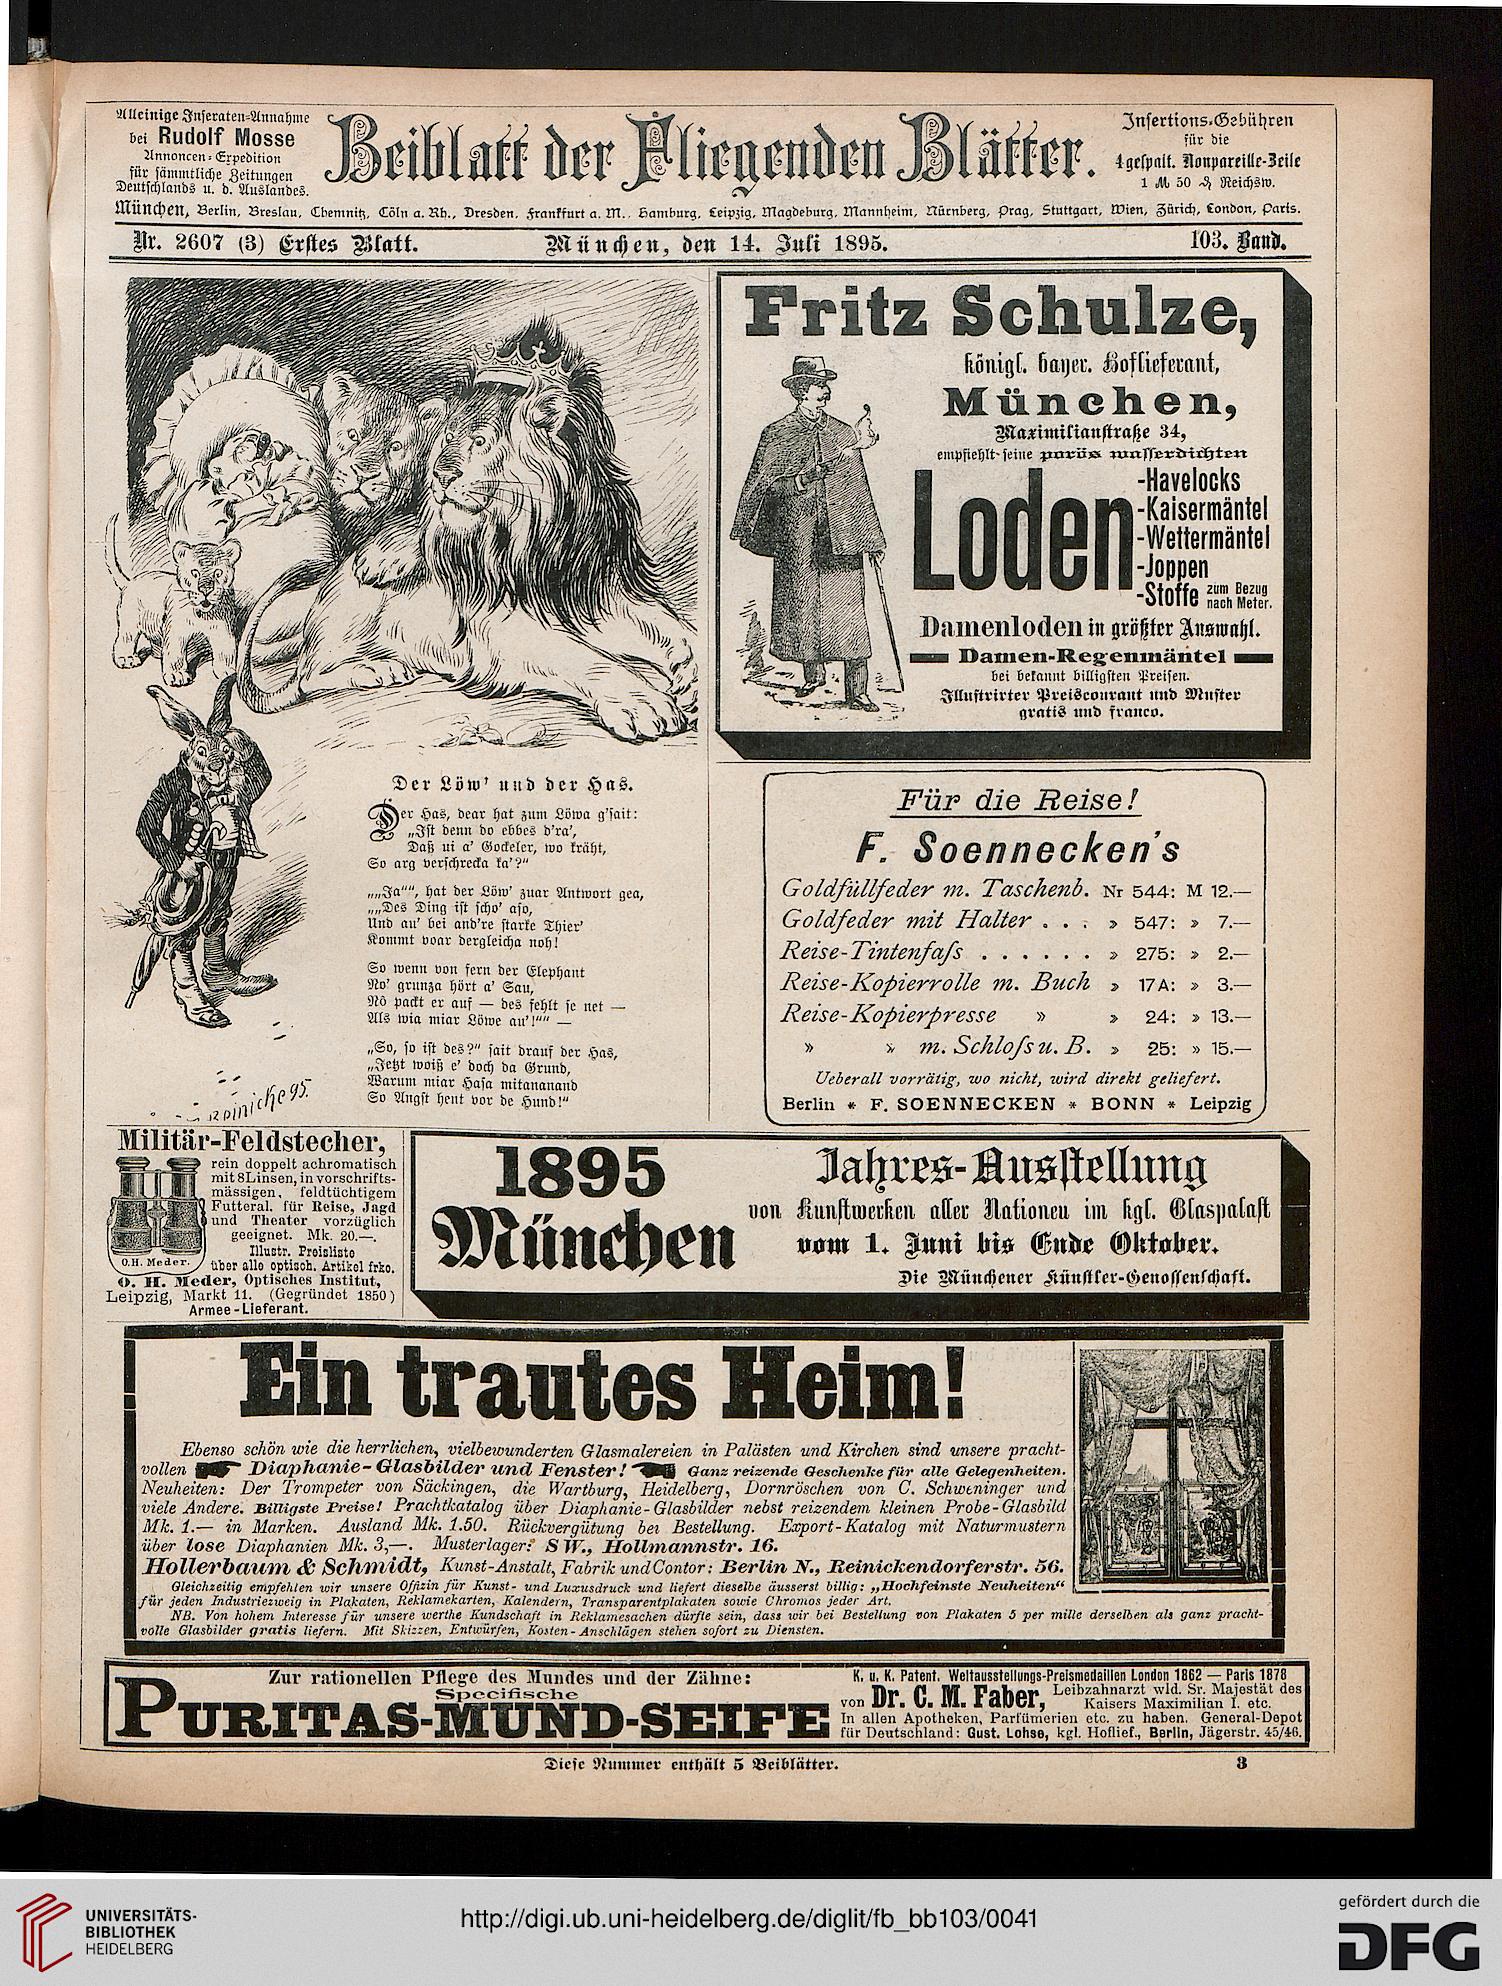 Alleinige Inseraten-Annahme
bei Rudolf Mosse
Annoncen-Expedition
für sämmtliche Zeitungen
Deutschlands u. d. Auslandes.
Beiblatt der Fliegenden Blätter.
Insertions-Gebühren
für die
4 gespalt. Nonpareille-Zeile
1 M 50 ₰ Reichsw.
München, Berlin, Breslau, Chemnitz, Cöln a. Rh., Dresden, Frankfurt a. M., Hamburg, Leipzig, Magdeburg, Mannheim, Nürnberg, Prag, Stuttgart, Wien, Zürich, London, Paris.
Nr. 2607 (3) Erstes Blatt.
München, den 14. Juli 1895.
103. Band.
Der Löw' und der Has.
Der Has, dear hat zum Löwa g'sait:
„Ist denn do ebbes d'ra',
Daß ui a' Gockeler, wo kräht,
So arg verschrecka ka'?"
„„Ja"", hat der Löw' zuar Antwort gea,
„„Des Ding ist scho' aso,
Und au' bei and're starke Thier'
Kommt voar dergleicha noh!
So wenn von fern der Elephant
No' grunza hört a' Sau,
Nò packt er auf — des fehlt se net —
Als wia miar Löwe au'!"" —
„So, so ist des?" sait drauf der Has,
„Jetzt woiß e' doch da Grund,
Warum miar Hasa mitananand
So Angst hent vor de Hund!"
Reinicke 95.
Fritz Schulze,
königl. bayer. Hoflieferant,
München,
Maximilianstraße 34,
empfiehlt seine porös wasserdichten
Loden
-Havelocks
-Kaisermäntel
-Wettermäntel
-Joppen
-Stoffe zum Bezug nach Meter.
Damenloden in größter Auswahl.
Damen-Regenmäntel
bei bekannt billigsten Preisen.
Illustrirter Preiscourant und Muster
gratis und franco.
Für die Reise!
F. Soennecken's
Goldfüllfeder m. Taschenb. Nr 544: M 12.—
Goldfeder mit Halter . . . » 547: » 7.—
Reise-Tintenfaſs . . . . . . » 275: » 2.—
Reise-Kopierrolle m. Buch » 17A: » 3.—
Reise-Kopierpresse » » 24: » 13.—
» » m. Schloſs u. B. » 25: » 15.—
Ueberall vorrätig, wo nicht, wird direkt geliefert.
Berlin * F. SOENNECKEN * BONN * Leipzig
Militär-Feldstecher,
rein doppelt achromatisch
mit 8 Linsen, in vorschrifts-
mässigen, feldtüchtigem
Futteral, für Reise, Jagd
und Theater vorzüglich
geeignet. Mk. 20.—.
Illustr. Preisliste
über alle optisch. Artikel frko.
O.H. Meder.
O. H. Meder, Optisches Institut,
Leipzig, Markt 11. (Gegründet 1850)
Armee-Lieferant.
1895
München
Jahres-Ausstellung
von Kunstwerken aller Nationen im kgl. Glaspalast
vom 1. Juni bis Ende Oktober.
Die Münchener Künstler-Genossenschaft.
Ein trautes Heim!
Ebenso schön wie die herrlichen, vielbewunderten Glasmalereien in Palästen und Kirchen sind unsere pracht-
vollen Diaphanie-Glasbilder und Fenster! Ganz reizende Geschenke für alle Gelegenheiten.
Neuheiten: Der Trompeter von Säckingen, die Wartburg, Heidelberg, Dornröschen von C. Schweninger und
viele Andere. Billigste Preise! Prachtkatalog über Diaphanie-Glasbilder nebst reizendem kleinen Probe-Glasbild
Mk. 1.— in Marken. Ausland Mk. 1.50. Rückvergütung bei Bestellung. Export-Katalog mit Naturmustern
über lose Diaphanien Mk. 3,—. Musterlager: SW., Hollmannstr. 16.
Hollerbaum & Schmidt, Kunst-Anstalt, Fabrik und Contor: Berlin N., Reinickendorferstr. 56.
Gleichzeitig empfehlen wir unsere Offizin für Kunst- und Luxusdruck und liefert dieselbe äusserst billig: „Hochfeinste Neuheiten"
für jeden Industriezweig in Plakaten, Reklamekarten, Kalendern, Transparentplakaten sowie Chromos jeder Art.
NB. Von hohem Interesse für unsere werthe Kundschaft in Reklamesachen dürfte sein, dass wir bei Bestellung von Plakaten 5 per mille derselben als ganz pracht-
volle Glasbilder gratis liefern. Mit Skizzen, Entwürfen, Kosten-Anschlägen stehen sofort zu Diensten.
Zur rationellen Pflege des Mundes und der Zähne:
Specifische
PURITAS-MUND-SEIFE
K. u. K. Patent. Weltausstellungs-Preismedaillen London 1862 — Paris 1878
von Dr. C. M. Faber, Leibzahnarzt wld. Sr. Majestät des
Kaisers Maximilian I. etc.
In allen Apotheken, Parfümerien etc. zu haben. General-Depot
für Deutschland: Gust. Lohse, kgl. Hoflief., Berlin, Jägerstr. 45/46.
Diese Nummer enthält 5 Beiblätter.
3
UNIVERSITÄTS-
BIBLIOTHEK
HEIDELBERG
http://digi.ub.uni-heidelberg.de/diglit/fb_bb103/0041
gefördert durch die
DFG